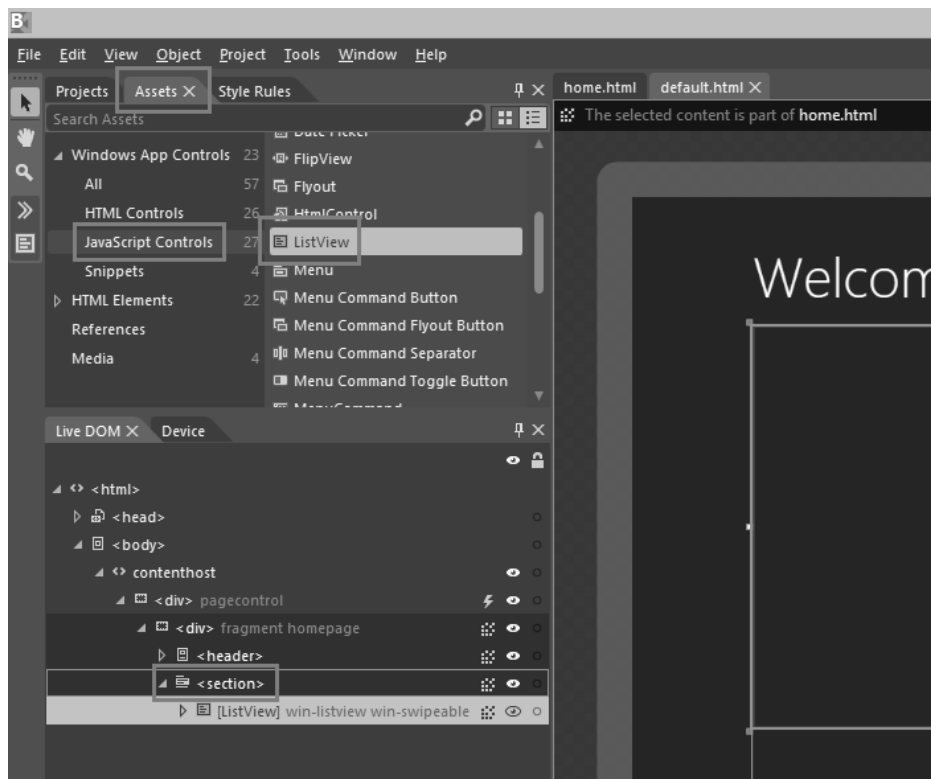 B
File Edit View Object Project Tools Window Help
Projects Assets Style Rules
home.html default.html
Search Assets
The selected content is part of home.html
Date Picker
Windows App Controls 23
FlipView
All 57
Flyout
HTML Controls 26
HtmlControl
JavaScript Controls 27
ListView
Snippets 4
Menu
HTML Elements 22
Menu Command Button
References
Menu Command Flyout Button
Media 4
Menu Command Separator
Menu Command Toggle Button
MenuCommand
Welcom
Live DOM Device
<html>
<head>
<body>
contenthost
<div> pagecontrol
<div> fragment homepage
<header>
<section>
[ListView] win-listview win-swipeable